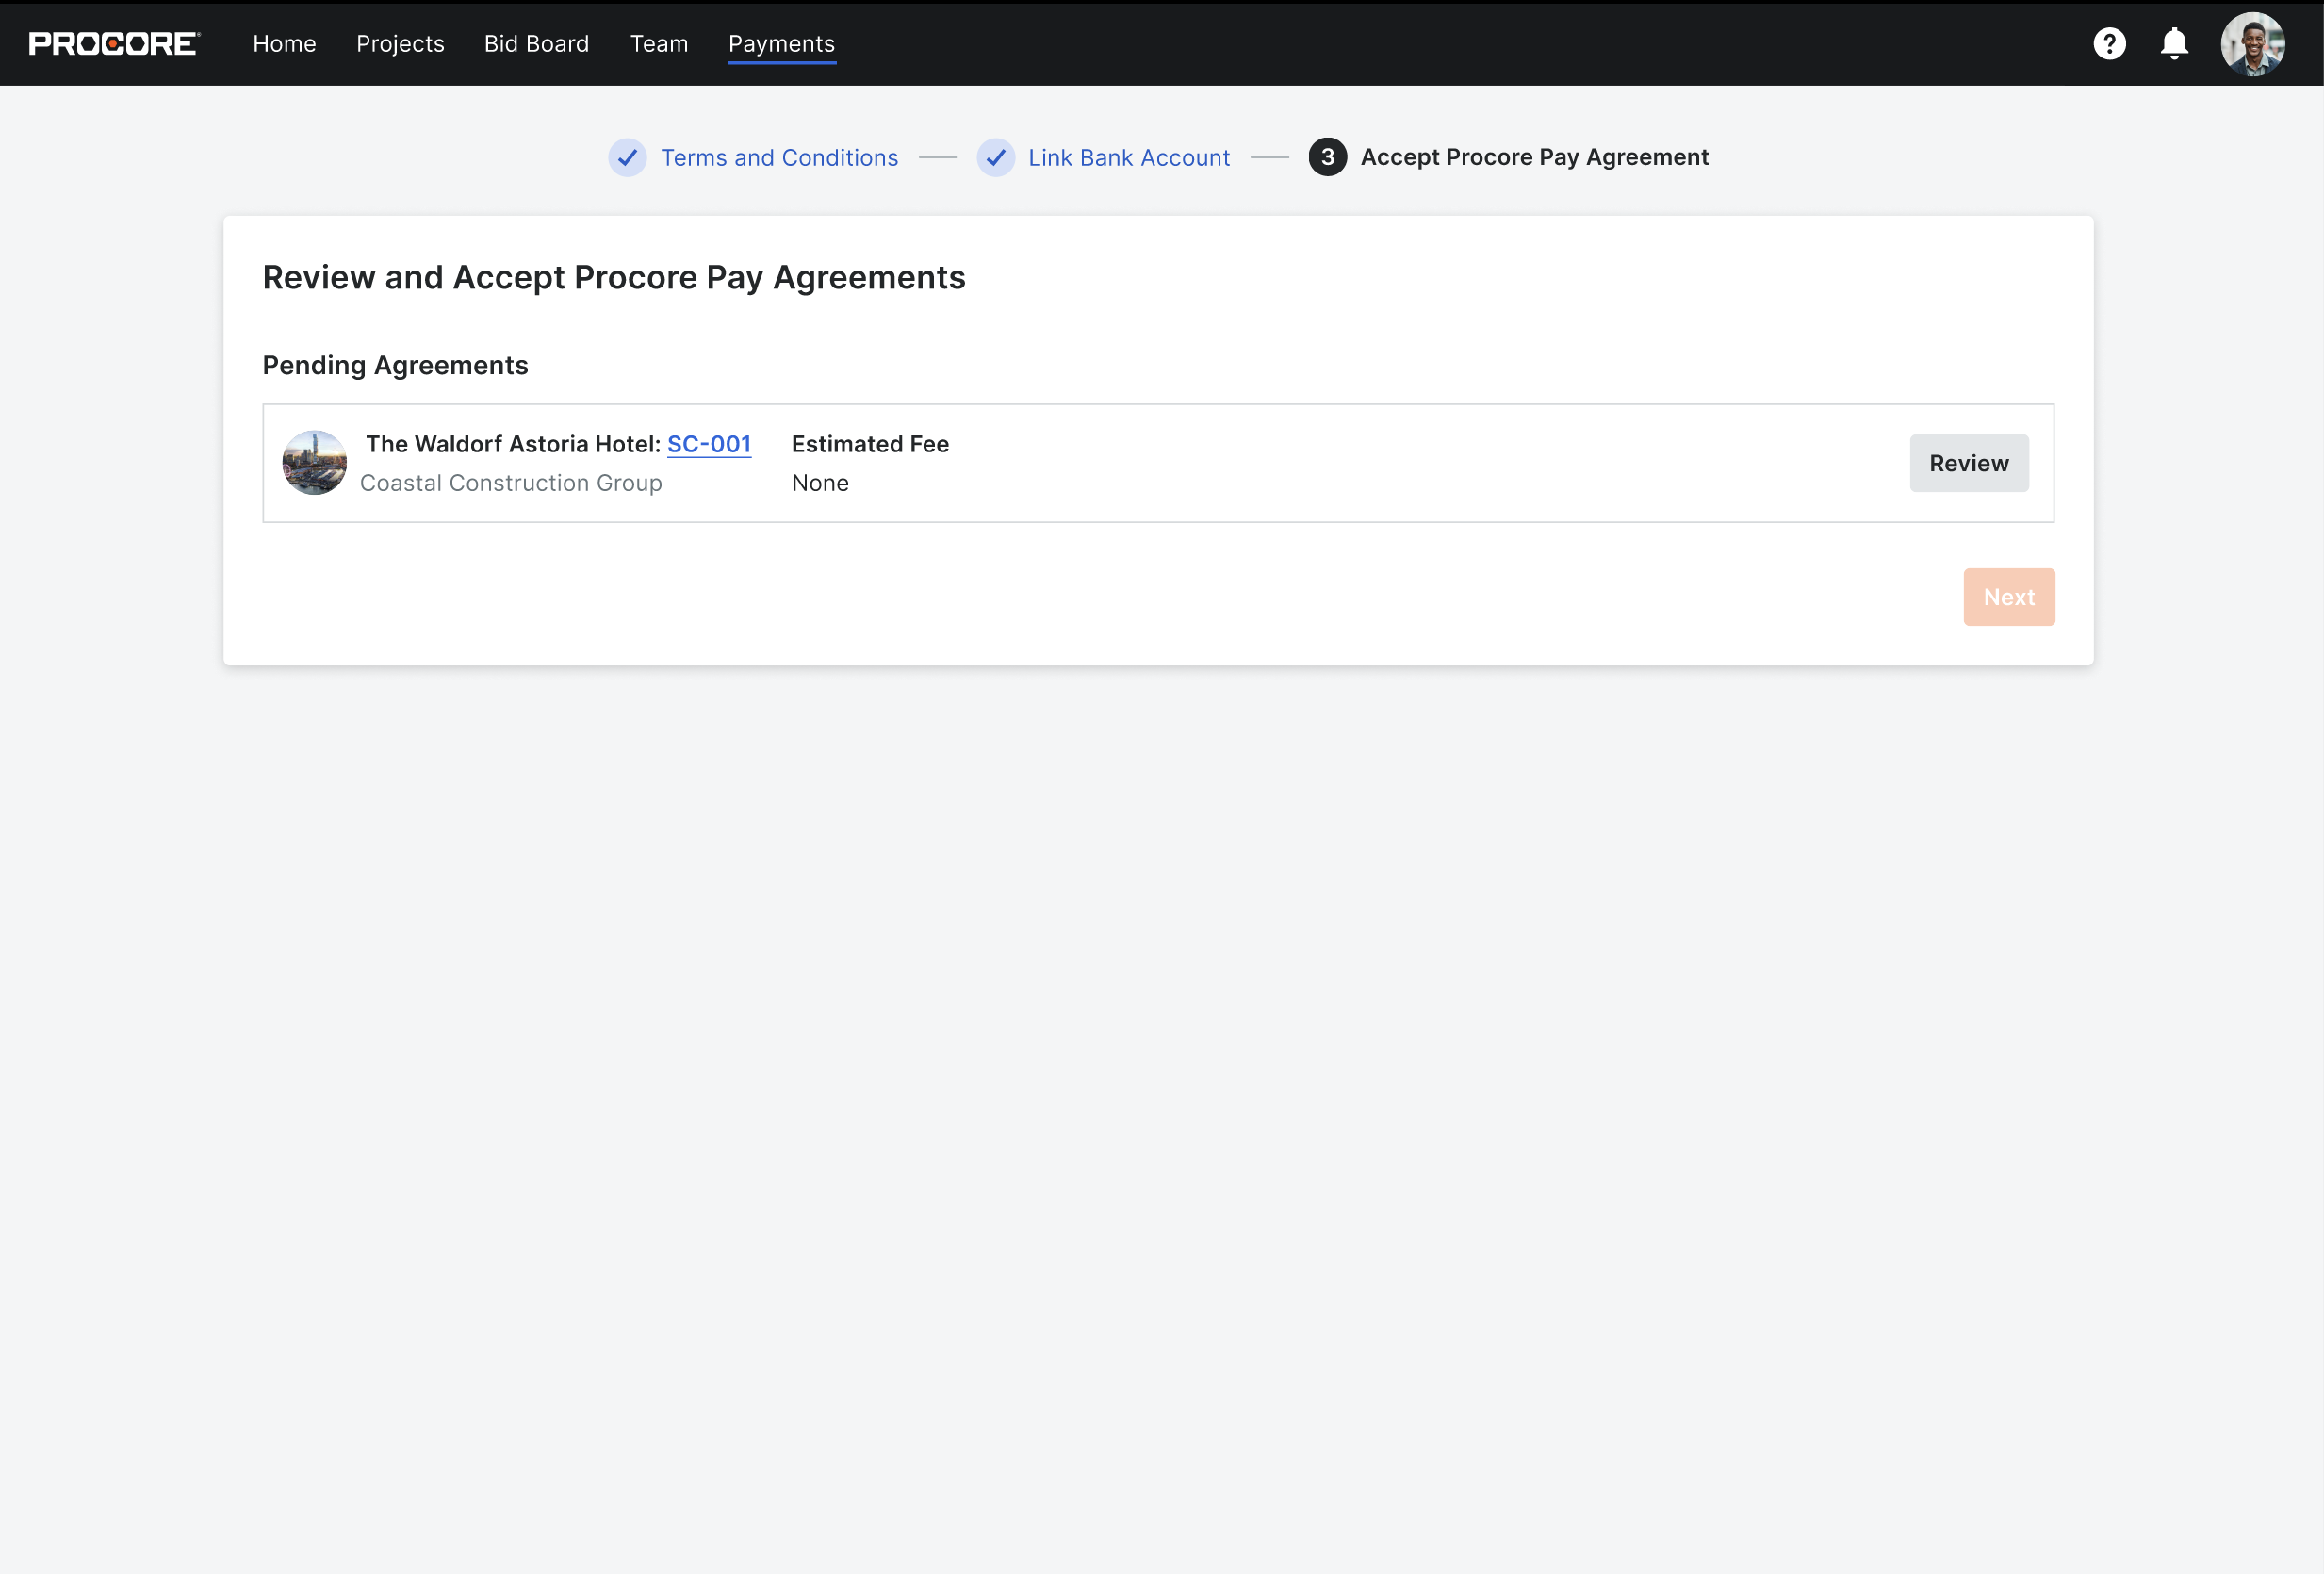 PROCORE
Home Projects Bid Board Team Payments
Terms and Conditions Link Bank Account 3 Accept Procore Pay Agreement
Review and Accept Procore Pay Agreements
Pending Agreements
The Waldorf Astoria Hotel: SC-001 Estimated Fee
Coastal Construction Group None
Review
Next